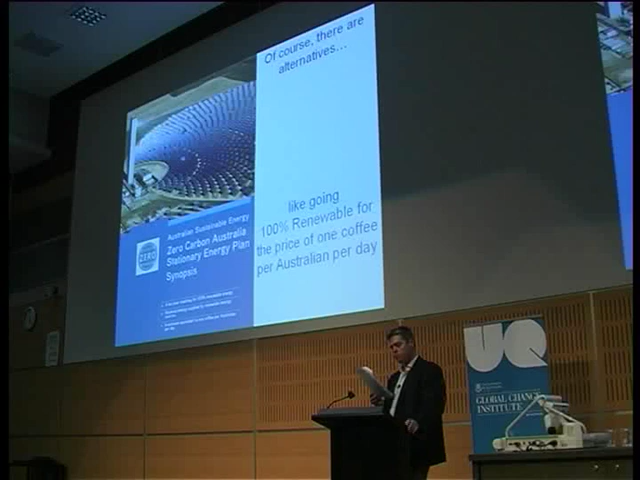 Of course, there are
alternatives...
like going
100% Renewable for
the price of one coffee
per Australian per day
Australian Sustainable Energy
Zero Carbon Australia
Stationary Energy Plan
Synopsis
ZERO
UQ
GLOBAL CHANGE
INSTITUTE